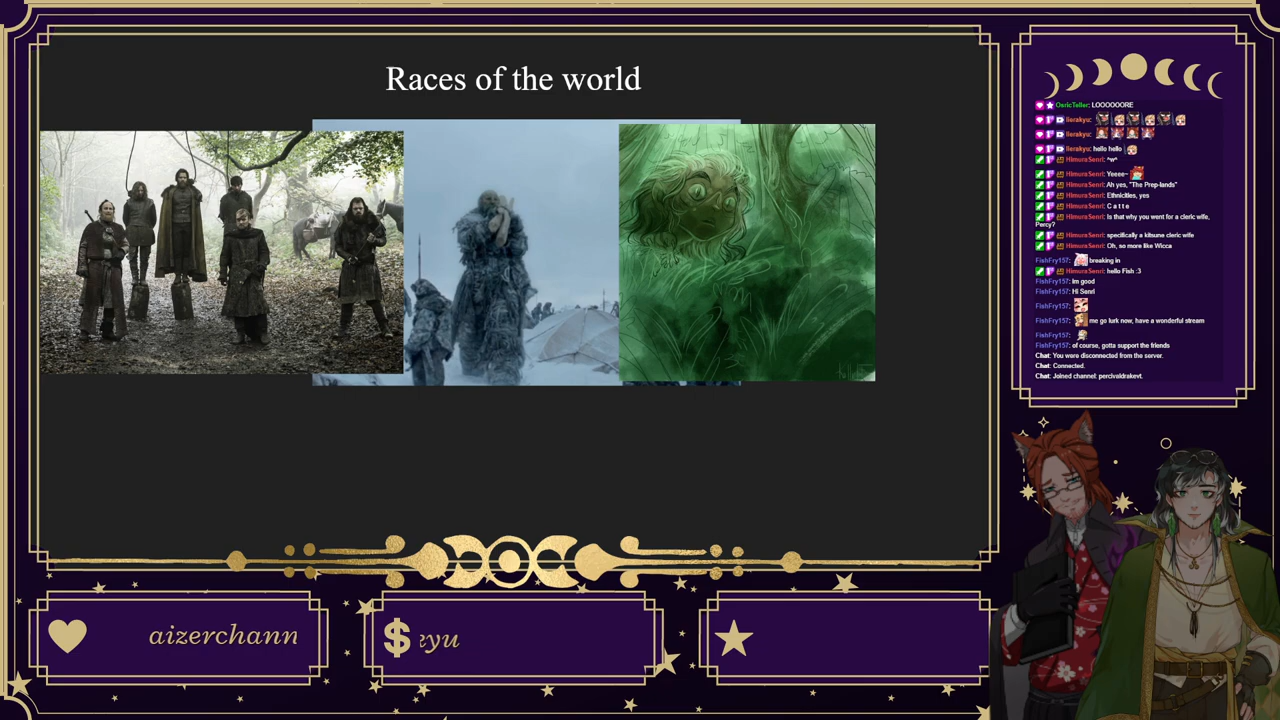 Races of the world
OsricTeller: LOOOOOORE
lierakyu:
lierakyu:
lierakyu: hello hello
HimuraSenri: ^w^
HimuraSenri: Yeeee~
HimuraSenri: Ah yes, "The Prep-lands"
HimuraSenri: Ethnicities, yes
HimuraSenri: C a t t e
HimuraSenri: Is that why you went for a cleric wife,
Percy?
HimuraSenri: specifically a kitsune cleric wife
HimuraSenri: Oh, so more like Wicca
FishFry157: breaking in
HimuraSenri: hello Fish :3
FishFry157: Im good
FishFry157: Hi Senri
FishFry157:
FishFry157: me go lurk now, have a wonderful stream
FishFry157:
FishFry157: of course, gotta support the friends
Chat: You were disconnected from the server.
Chat: Connected.
Chat: Joined channel: percivaldrakevt.
aizerchann
$ eyu